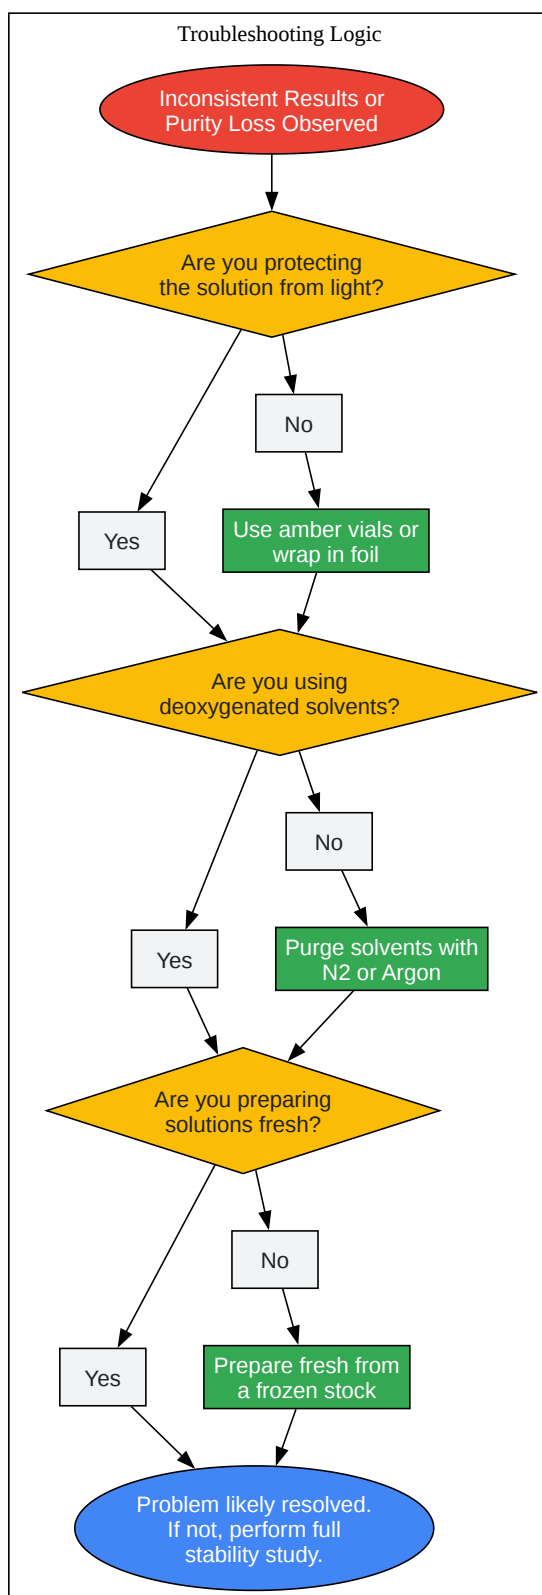 Troubleshooting Logic
Inconsistent Results or
Purity Loss Observed
Are you protecting
the solution from light?
No
Yes
Use amber vials or
wrap in foil
Are you using
deoxygenated solvents?
No
Yes
Purge solvents with
N2 or Argon
Are you preparing
solutions fresh?
No
Yes
Prepare fresh from
a frozen stock
Problem likely resolved.
If not, perform full
stability study.